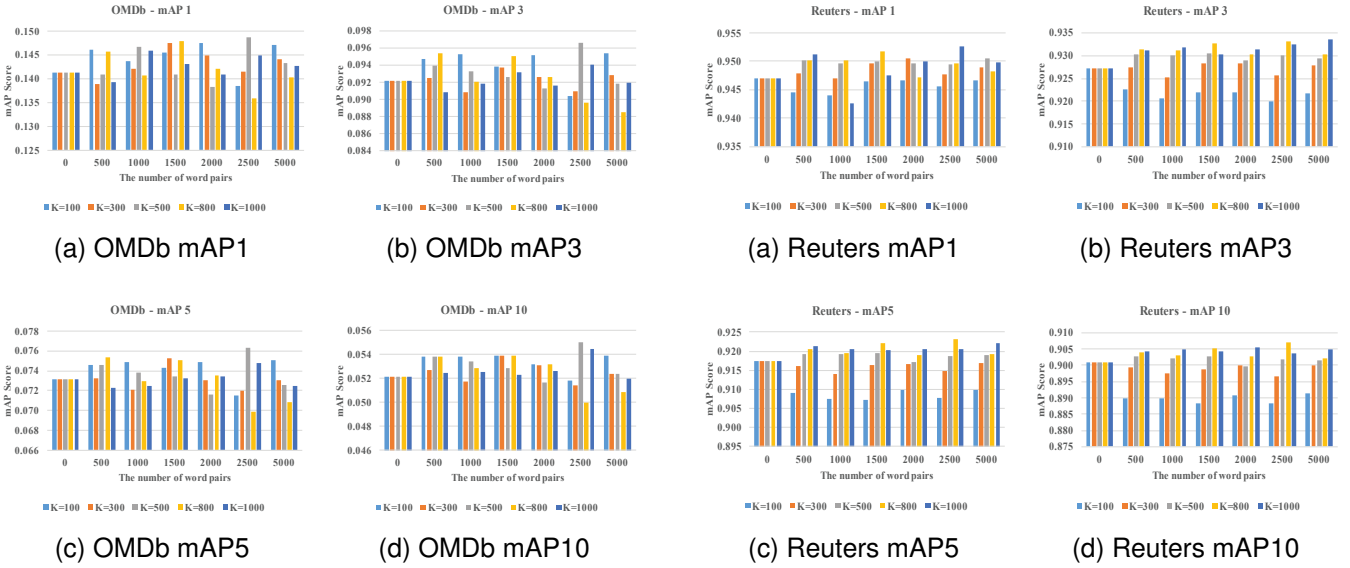 OMDb - mAP 1
mAP Score
0.150
0.145
0.140
0.135
0.130
0.125
0 500 1000 1500 2000 2500 5000
The number of word pairs
K=100 K=300 K=500 K=800 K=1000
(a) OMDb mAP1
OMDb - mAP 3
mAP Score
0.098
0.096
0.094
0.092
0.090
0.088
0.086
0.084
0 500 1000 1500 2000 2500 5000
The number of word pairs
K=100 K=300 K=500 K=800 K=1000
(b) OMDb mAP3
Reuters - mAP 1
mAP Score
0.955
0.950
0.945
0.940
0.935
0 500 1000 1500 2000 2500 5000
The number of word pairs
K=100 K=300 K=500 K=800 K=1000
(a) Reuters mAP1
Reuters - mAP 3
mAP Score
0.935
0.930
0.925
0.920
0.915
0.910
0 500 1000 1500 2000 2500 5000
The number of word pairs
K=100 K=300 K=500 K=800 K=1000
(b) Reuters mAP3
OMDb - mAP 5
mAP Score
0.078
0.076
0.074
0.072
0.070
0.068
0.066
0 500 1000 1500 2000 2500 5000
The number of word pairs
K=100 K=300 K=500 K=800 K=1000
(c) OMDb mAP5
OMDb - mAP 10
mAP Score
0.056
0.054
0.052
0.050
0.048
0.046
0 500 1000 1500 2000 2500 5000
The number of word pairs
K=100 K=300 K=500 K=800 K=1000
(d) OMDb mAP10
Reuters - mAP5
mAP Score
0.925
0.920
0.915
0.910
0.905
0.900
0.895
0 500 1000 1500 2000 2500 5000
The number of word pairs
K=100 K=300 K=500 K=800 K=1000
(c) Reuters mAP5
Reuters - mAP 10
mAP Score
0.910
0.905
0.900
0.895
0.890
0.885
0.880
0.875
0 500 1000 1500 2000 2500 5000
The number of word pairs
K=100 K=300 K=500 K=800 K=1000
(d) Reuters mAP10